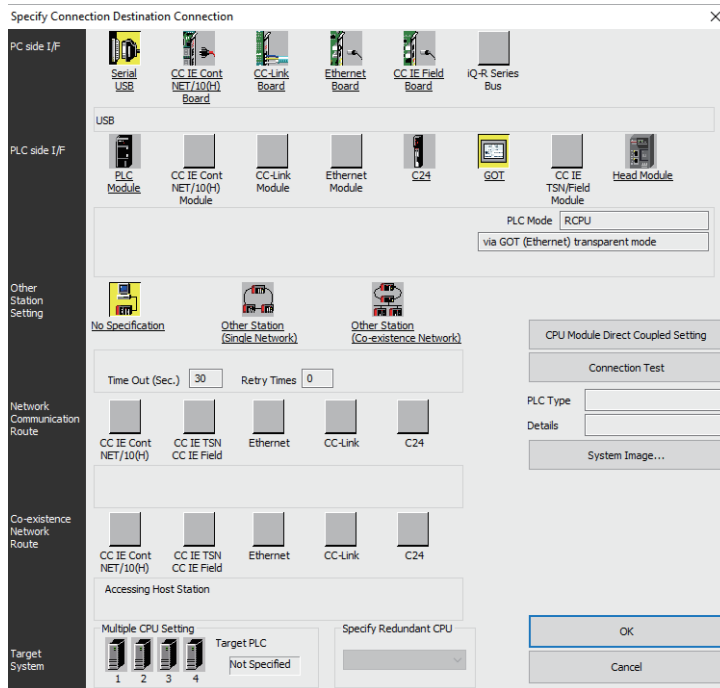 Specify Connection Destination Connection
PC side I/F
Serial
USB
CC IE Cont
NET/10(H)
Board
CC-Link
Board
Ethernet
Board
CC IE Field
Board
iQ-R Series
Bus
USB
PLC side I/F
PLC
Module
CC IE Cont
NET/10(H)
Module
CC-Link
Module
Ethernet
Module
C24
GOT
CC IE
TSN/Field
Module
Head Module
PLC Mode RCPU
via GOT (Ethernet) transparent mode
Other
Station
Setting
No Specification
Other Station
(Single Network)
Other Station
(Co-existence Network)
CPU Module Direct Coupled Setting
Connection Test
Time Out (Sec.) 30 Retry Times 0
PLC Type
Details
System Image...
Network
Communication
Route
CC IE Cont
NET/10(H)
CC IE TSN
CC IE Field
Ethernet
CC-Link
C24
Co-existence
Network
Route
CC IE Cont
NET/10(H)
CC IE TSN
CC IE Field
Ethernet
CC-Link
C24
Accessing Host Station
Target
System
Multiple CPU Setting
1 2 3 4
Target PLC
Not Specified
Specify Redundant CPU
OK
Cancel